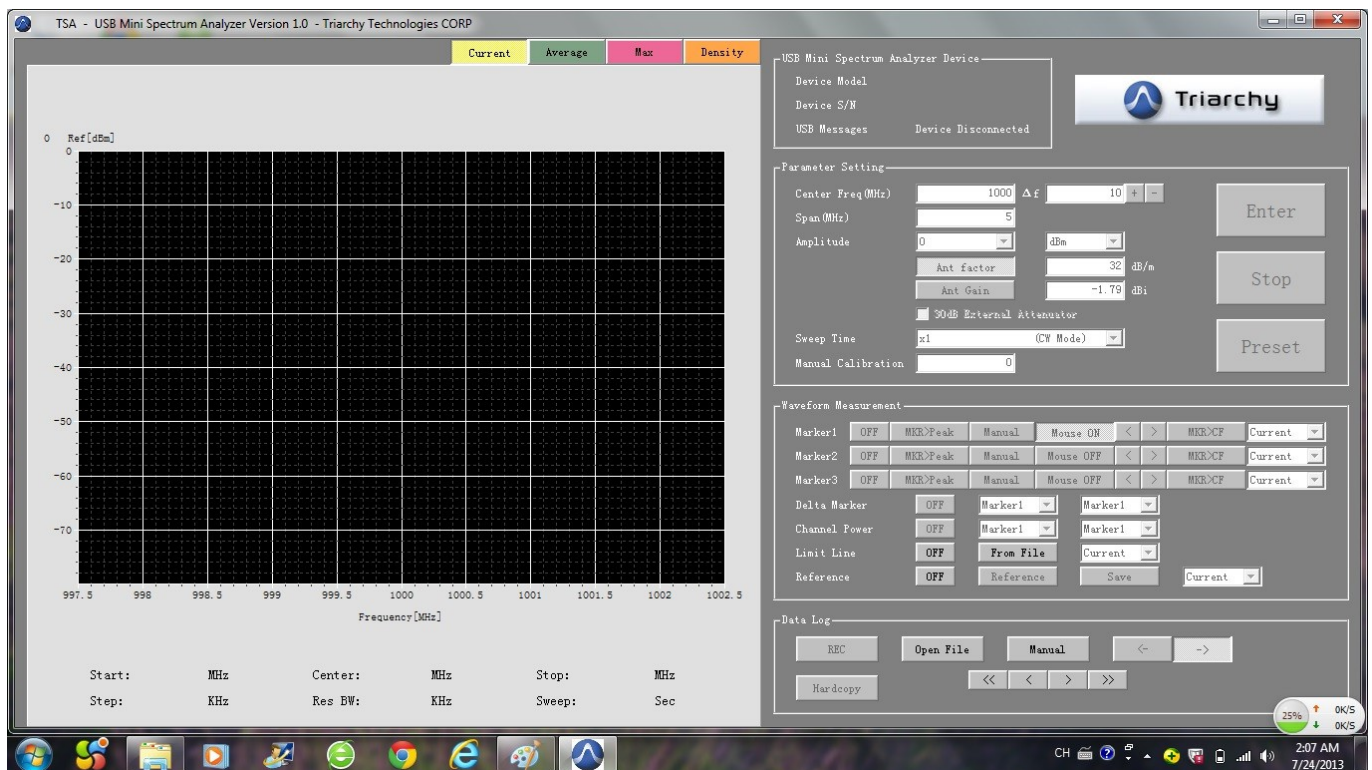 TSA - USB Mini Spectrum Analyzer Version 1.0 - Triarchy Technologies CORP
Current Average Max Density
0 Ref[dBm]
0
-10
-20
-30
-40
-50
-60
-70
997.5 998 998.5 999 999.5 1000 1000.5 1001 1001.5 1002 1002.5
Frequency[MHz]
Start: MHz Center: MHz Stop: MHz
Step: KHz Res BW: KHz Sweep: Sec
USB Mini Spectrum Analyzer Device
Device Model
Device S/N
USB Messages Device Disconnected
Triarchy
Parameter Setting
Center Freq(MHz) 1000 Δf 10 + -
Span(MHz) 5
Amplitude 0 dBm
Ant factor 32 dB/m
Ant Gain -1.79 dBi
30dB External Attenuator
Sweep Time x1 (CW Mode)
Manual Calibration 0
Enter
Stop
Preset
Waveform Measurement
Marker1 OFF MKR>Peak Manual Mouse ON < > MKR>CF Current
Marker2 OFF MKR>Peak Manual Mouse OFF < > MKR>CF Current
Marker3 OFF MKR>Peak Manual Mouse OFF < > MKR>CF Current
Delta Marker OFF Marker1 Marker1
Channel Power OFF Marker1 Marker1
Limit Line OFF From File Current
Reference OFF Reference Save Current
Data Log
REC Open File Manual <- ->
Hardcopy << < > >>
25% 0K/S
0K/S
CH 2:07 AM
7/24/2013